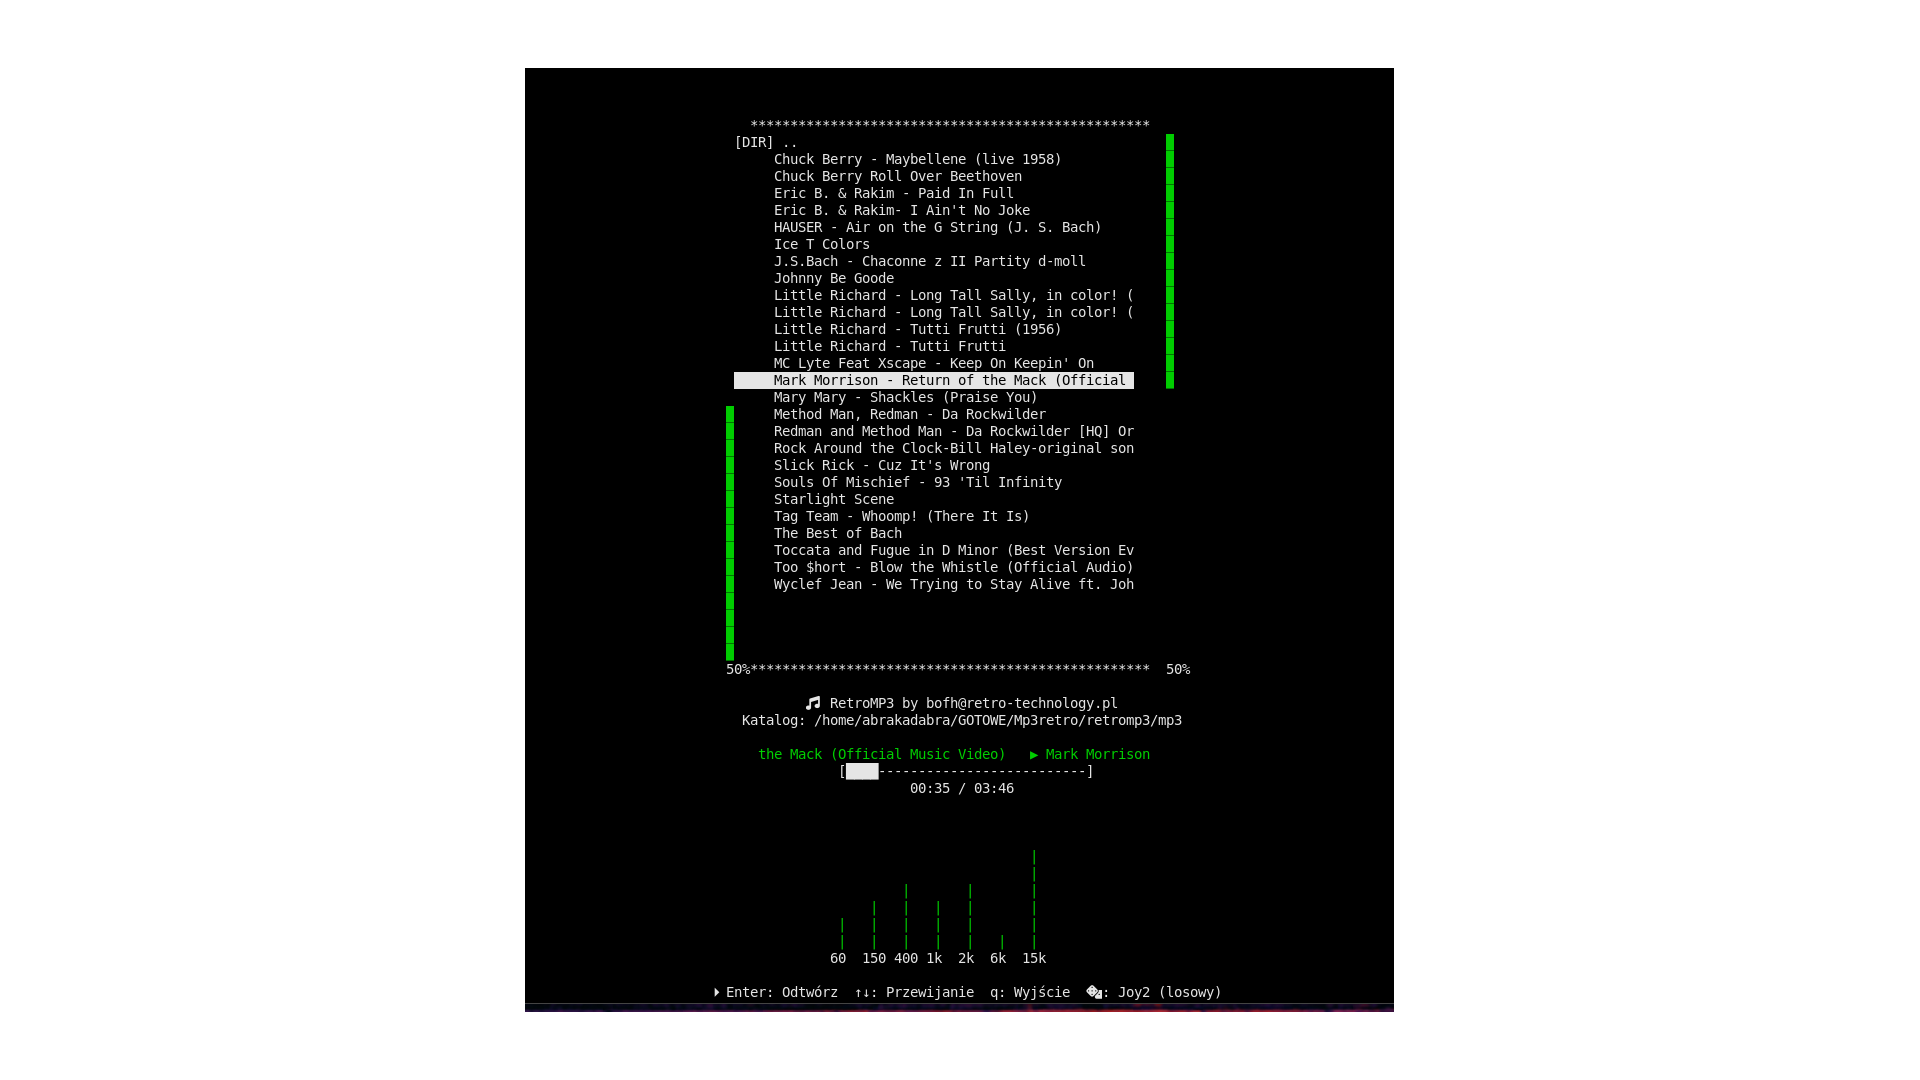 **************************************************
[DIR] ..
Chuck Berry - Maybellene (live 1958)
Chuck Berry Roll Over Beethoven
Eric B. & Rakim - Paid In Full
Eric B. & Rakim- I Ain't No Joke
HAUSER - Air on the G String (J. S. Bach)
Ice T Colors
J.S.Bach - Chaconne z II Partity d-moll
Johnny Be Goode
Little Richard - Long Tall Sally, in color! (
Little Richard - Long Tall Sally, in color! (
Little Richard - Tutti Frutti (1956)
Little Richard - Tutti Frutti
MC Lyte Feat Xscape - Keep On Keepin' On
Mark Morrison - Return of the Mack (Official
Mary Mary - Shackles (Praise You)
Method Man, Redman - Da Rockwilder
Redman and Method Man - Da Rockwilder [HQ] Or
Rock Around the Clock-Bill Haley-original son
Slick Rick - Cuz It's Wrong
Souls Of Mischief - 93 'Til Infinity
Starlight Scene
Tag Team - Whoomp! (There It Is)
The Best of Bach
Toccata and Fugue in D Minor (Best Version Ev
Too $hort - Blow the Whistle (Official Audio)
Wyclef Jean - We Trying to Stay Alive ft. Joh
50%************************************************** 50%
🎵 RetroMP3 by bofh@retro-technology.pl
Katalog: /home/abrakadabra/GOTOWE/Mp3retro/retromp3/mp3
the Mack (Official Music Video) ▶ Mark Morrison
[████--------------------------]
00:35 / 03:46
60 150 400 1k 2k 6k 15k
⏵Enter: Odtwórz ↑↓: Przewijanie q: Wyjście 🎲: Joy2 (losowy)